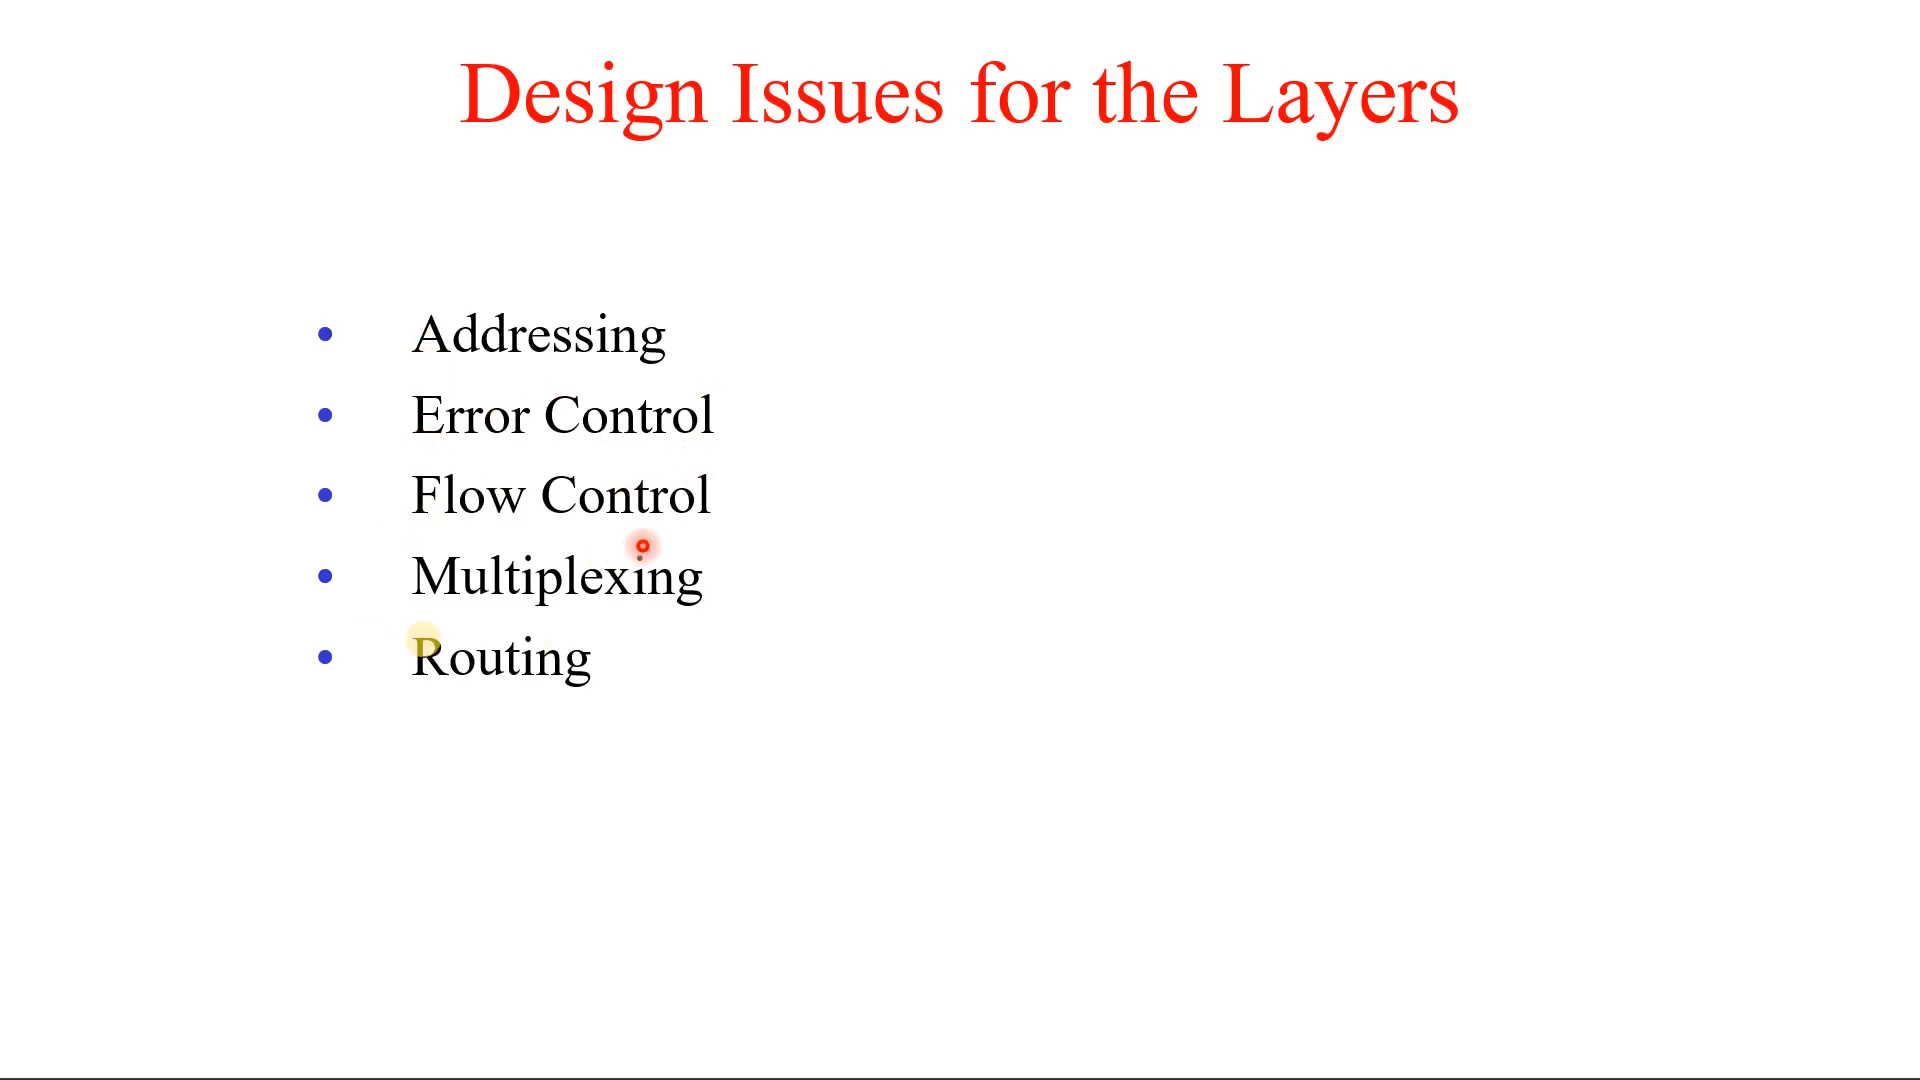 Design Issues for the Layers
• Addressing
• Error Control
• Flow Control
• Multiplexing
• Routing